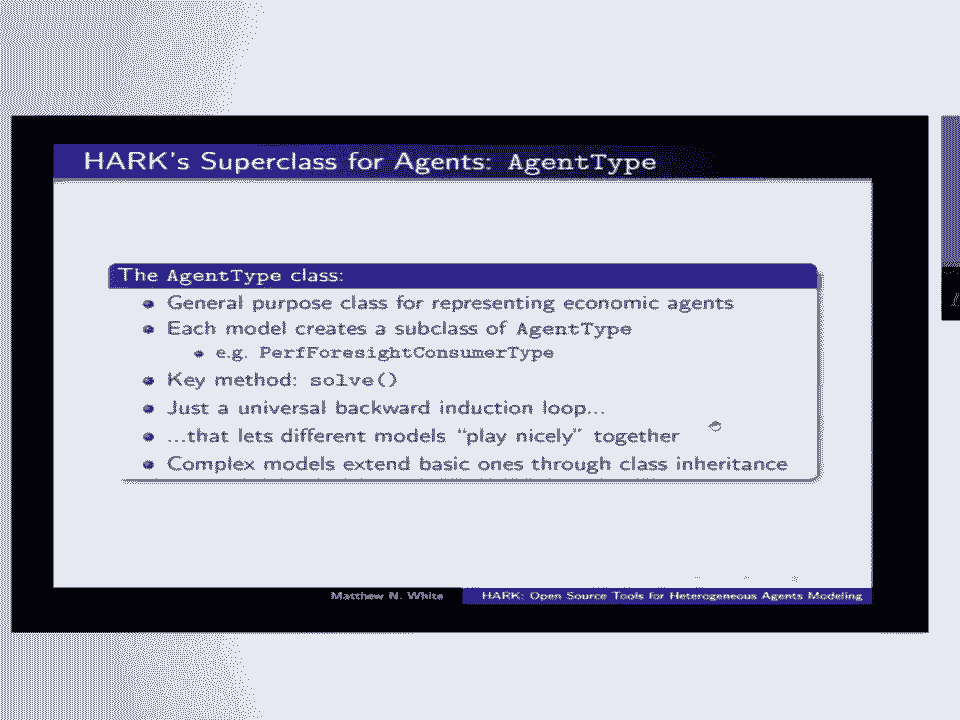 HARK's Superclass for Agents: AgentType
The AgentType class:
General purpose class for representing economic agents
Each model creates a subclass of AgentType
e.g. PerfForesightConsumerType
Key method: solve()
Just a universal backward induction loop...
...that lets different models “play nicely” together
Complex models extend basic ones through class inheritance
Matthew N. White
HARK: Open Source Tools for Heterogeneous Agents Modeling